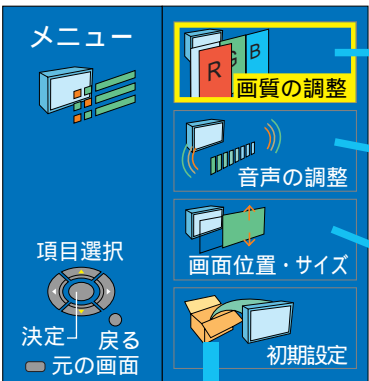 メニュー
R G B
画質の調整
音声の調整
画面位置・サイズ
初期設定
項目選択
決定
戻る
元の画面